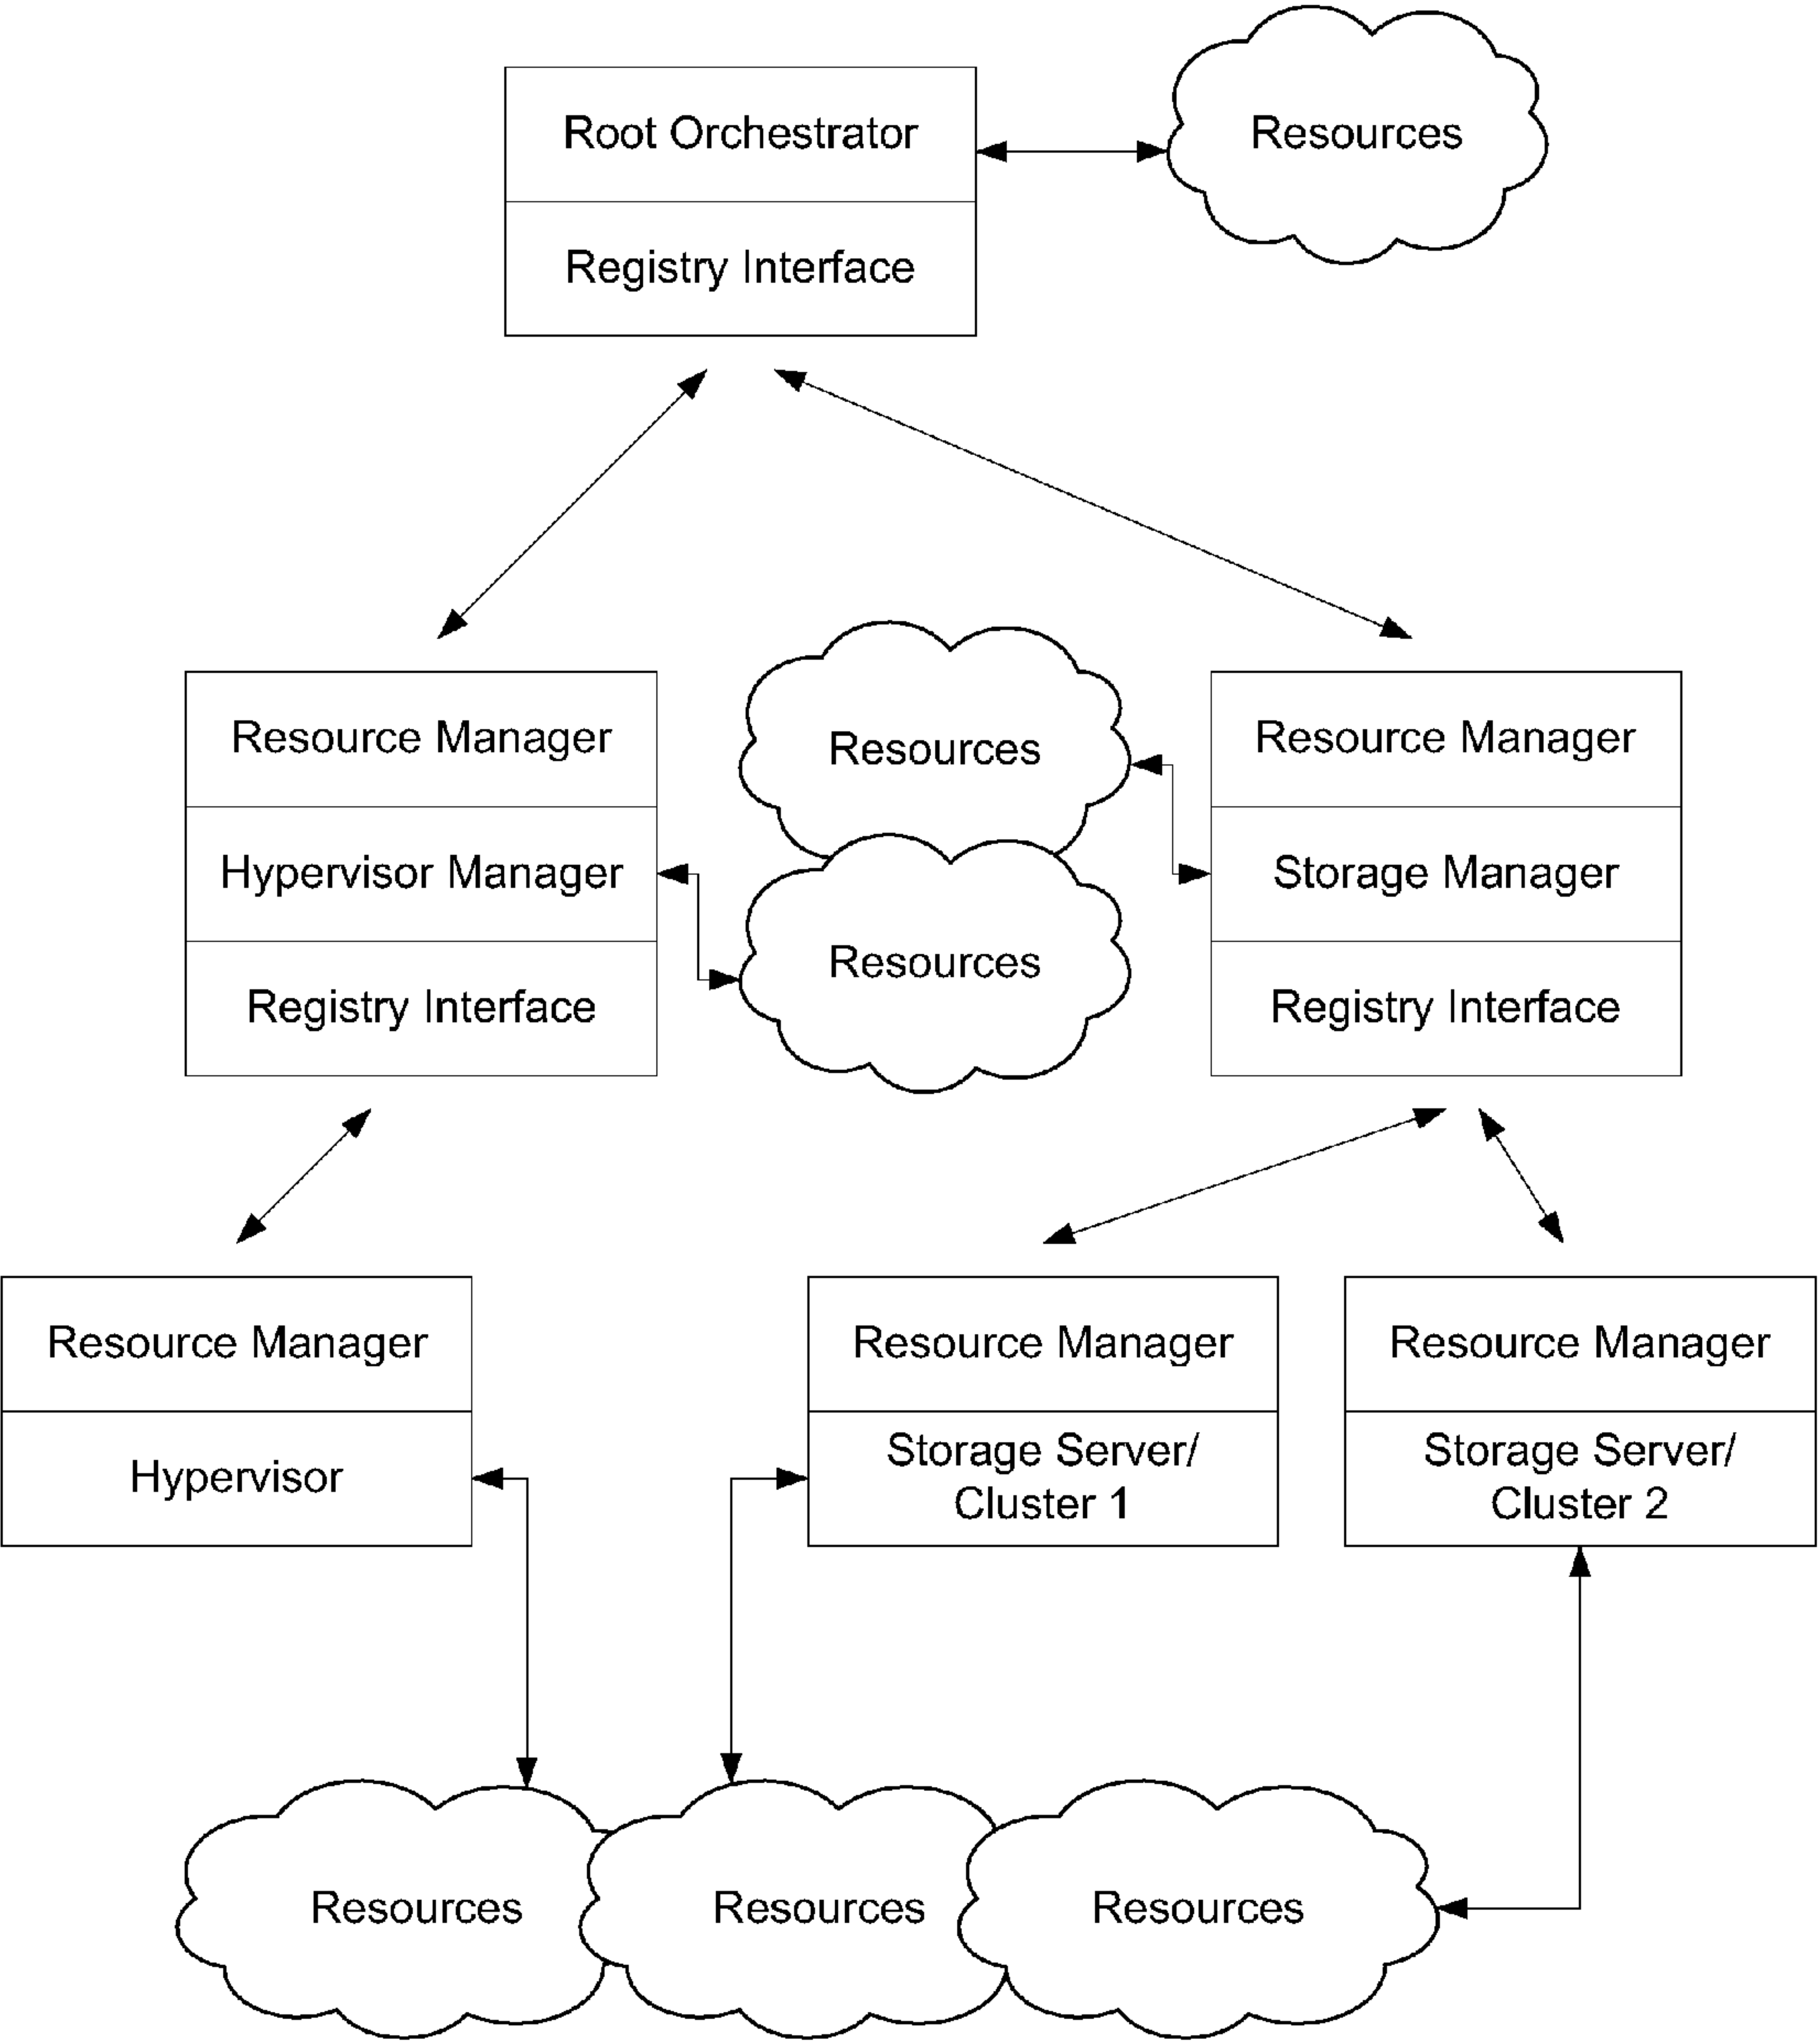 Root Orchestrator
Registry Interface
Resources
Resource Manager
Hypervisor Manager
Registry Interface
Resources
Resources
Resource Manager
Storage Manager
Registry Interface
Resource Manager
Hypervisor
Resource Manager
Storage Server/
Cluster 1
Resource Manager
Storage Server/
Cluster 2
Resources
Resources
Resources